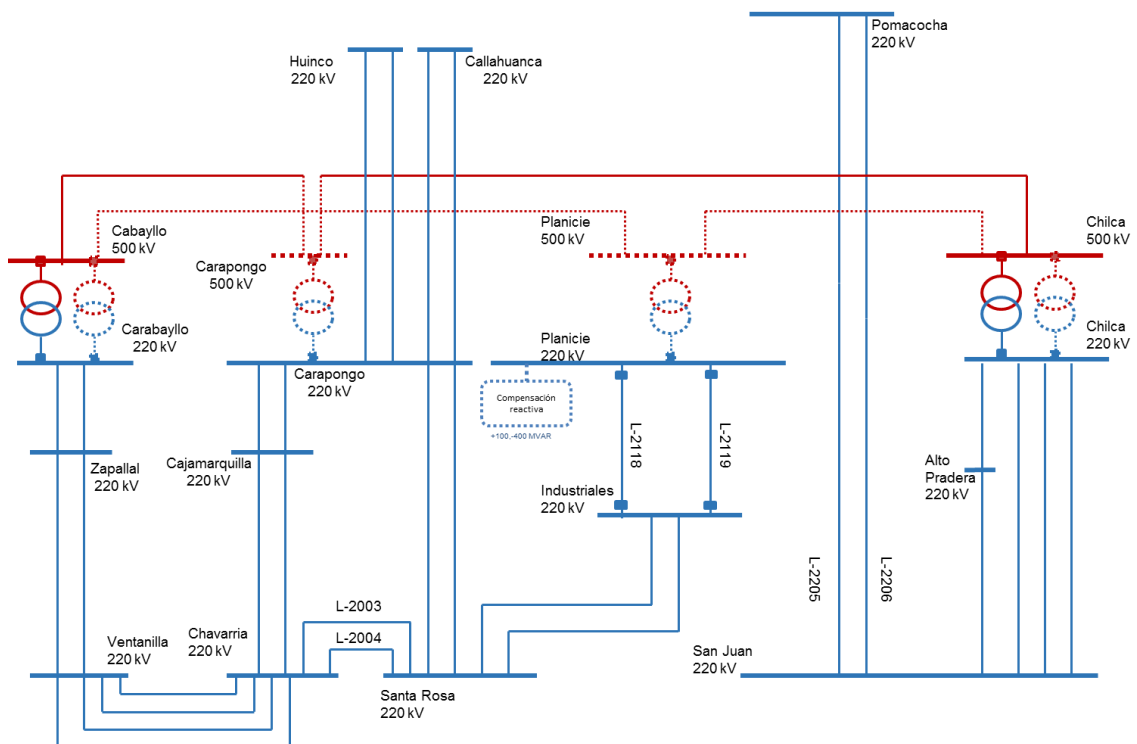 Pomacocha
220 kV
Huinco
220 kV
Callahuanca
220 kV
Cabayllo
500 kV
Carapongo
500 kV
Planicie
500 kV
Chilca
500 kV
Carabayllo
220 kV
Carapongo
220 kV
Planicie
220 kV
Chilca
220 kV
Compensación
reactiva
+100,-400 MVAR
L-2118
L-2119
Zapallal
220 kV
Cajamarquilla
220 kV
Industriales
220 kV
Alto
Pradera
220 kV
L-2205
L-2206
L-2003
L-2004
Ventanilla
220 kV
Chavarria
220 kV
Santa Rosa
220 kV
San Juan
220 kV